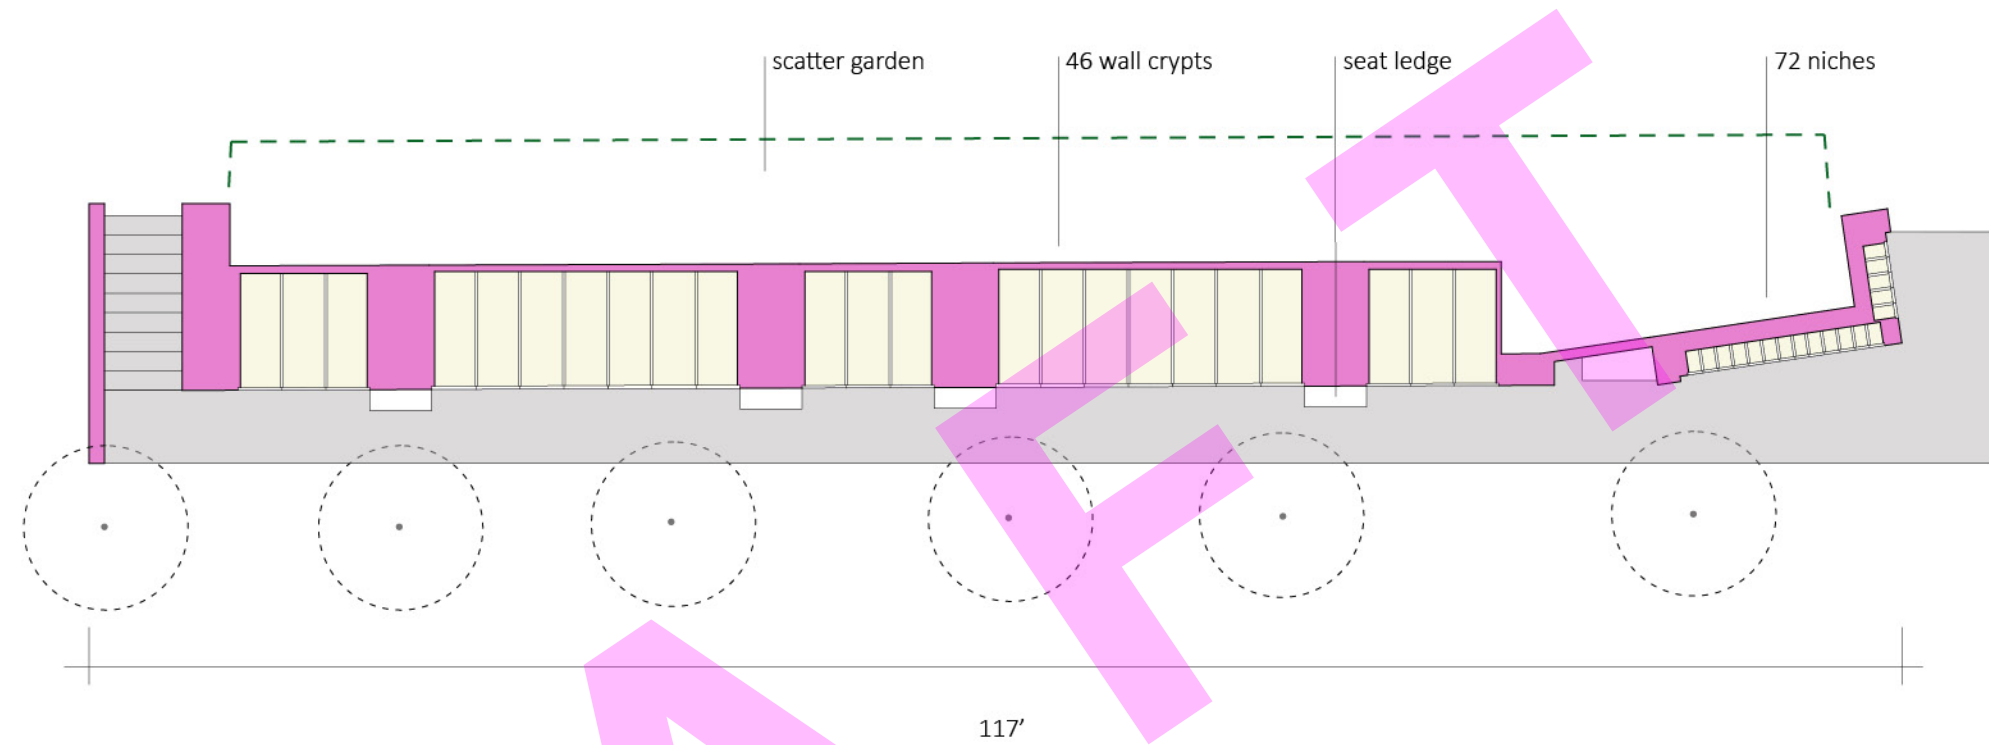 scatter garden
46 wall crypts
seat ledge
72 niches
117’